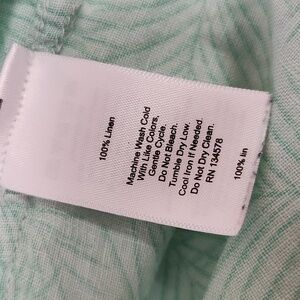 100% Linen
Machine Wash Cold
With Like Colors,
Gentle Cycle.
Do Not Bleach.
Tumble Dry Low.
Cool Iron If Needed.
Do Not Dry Clean.
RN 134578
100% lin